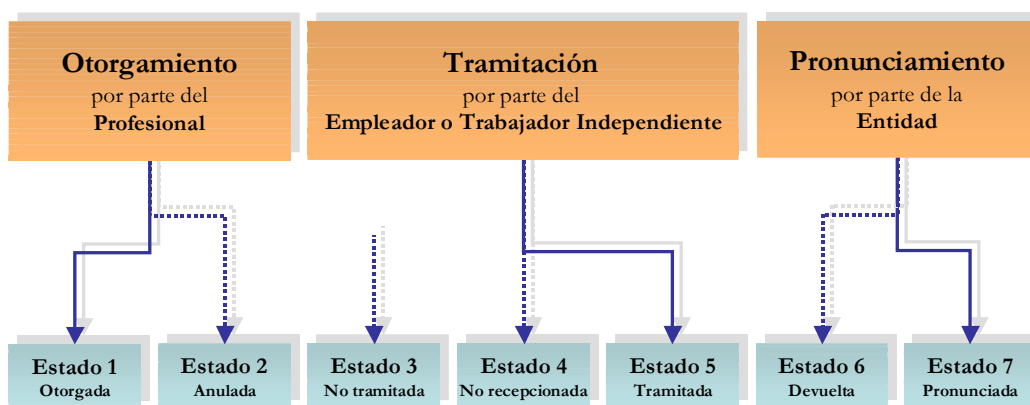 Otorgamiento
por parte del
Profesional
Tramitación
por parte del
Empleador o Trabajador Independiente
Pronunciamiento
por parte de la
Entidad
Estado 1
Otorgada
Estado 2
Anulada
Estado 3
No tramitada
Estado 4
No recepcionada
Estado 5
Tramitada
Estado 6
Devuelta
Estado 7
Pronunciada